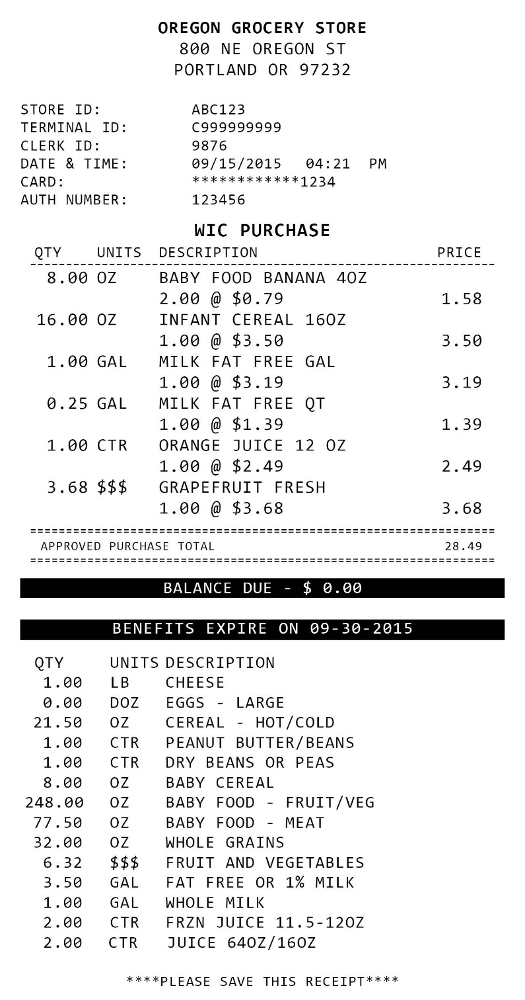 OREGON GROCERY STORE
800 NE OREGON ST
PORTLAND OR 97232
STORE ID: ABC123
TERMINAL ID: C999999999
CLERK ID: 9876
DATE & TIME: 09/15/2015 04:21 PM
CARD: ************1234
AUTH NUMBER: 123456
WIC PURCHASE
QTY UNITS DESCRIPTION PRICE
8.00 OZ BABY FOOD BANANA 4OZ
2.00 @ $0.79 1.58
16.00 OZ INFANT CEREAL 16OZ
1.00 @ $3.50 3.50
1.00 GAL MILK FAT FREE GAL
1.00 @ $3.19 3.19
0.25 GAL MILK FAT FREE QT
1.00 @ $1.39 1.39
1.00 CTR ORANGE JUICE 12 OZ
1.00 @ $2.49 2.49
3.68 $$$ GRAPEFRUIT FRESH
1.00 @ $3.68 3.68
APPROVED PURCHASE TOTAL 28.49
BALANCE DUE - $ 0.00
BENEFITS EXPIRE ON 09-30-2015
QTY UNITS DESCRIPTION
1.00 LB CHEESE
0.00 DOZ EGGS - LARGE
21.50 OZ CEREAL - HOT/COLD
1.00 CTR PEANUT BUTTER/BEANS
1.00 CTR DRY BEANS OR PEAS
8.00 OZ BABY CEREAL
248.00 OZ BABY FOOD - FRUIT/VEG
77.50 OZ BABY FOOD - MEAT
32.00 OZ WHOLE GRAINS
6.32 $$$ FRUIT AND VEGETABLES
3.50 GAL FAT FREE OR 1% MILK
1.00 GAL WHOLE MILK
2.00 CTR FRZN JUICE 11.5-12OZ
2.00 CTR JUICE 64OZ/16OZ
****PLEASE SAVE THIS RECEIPT****